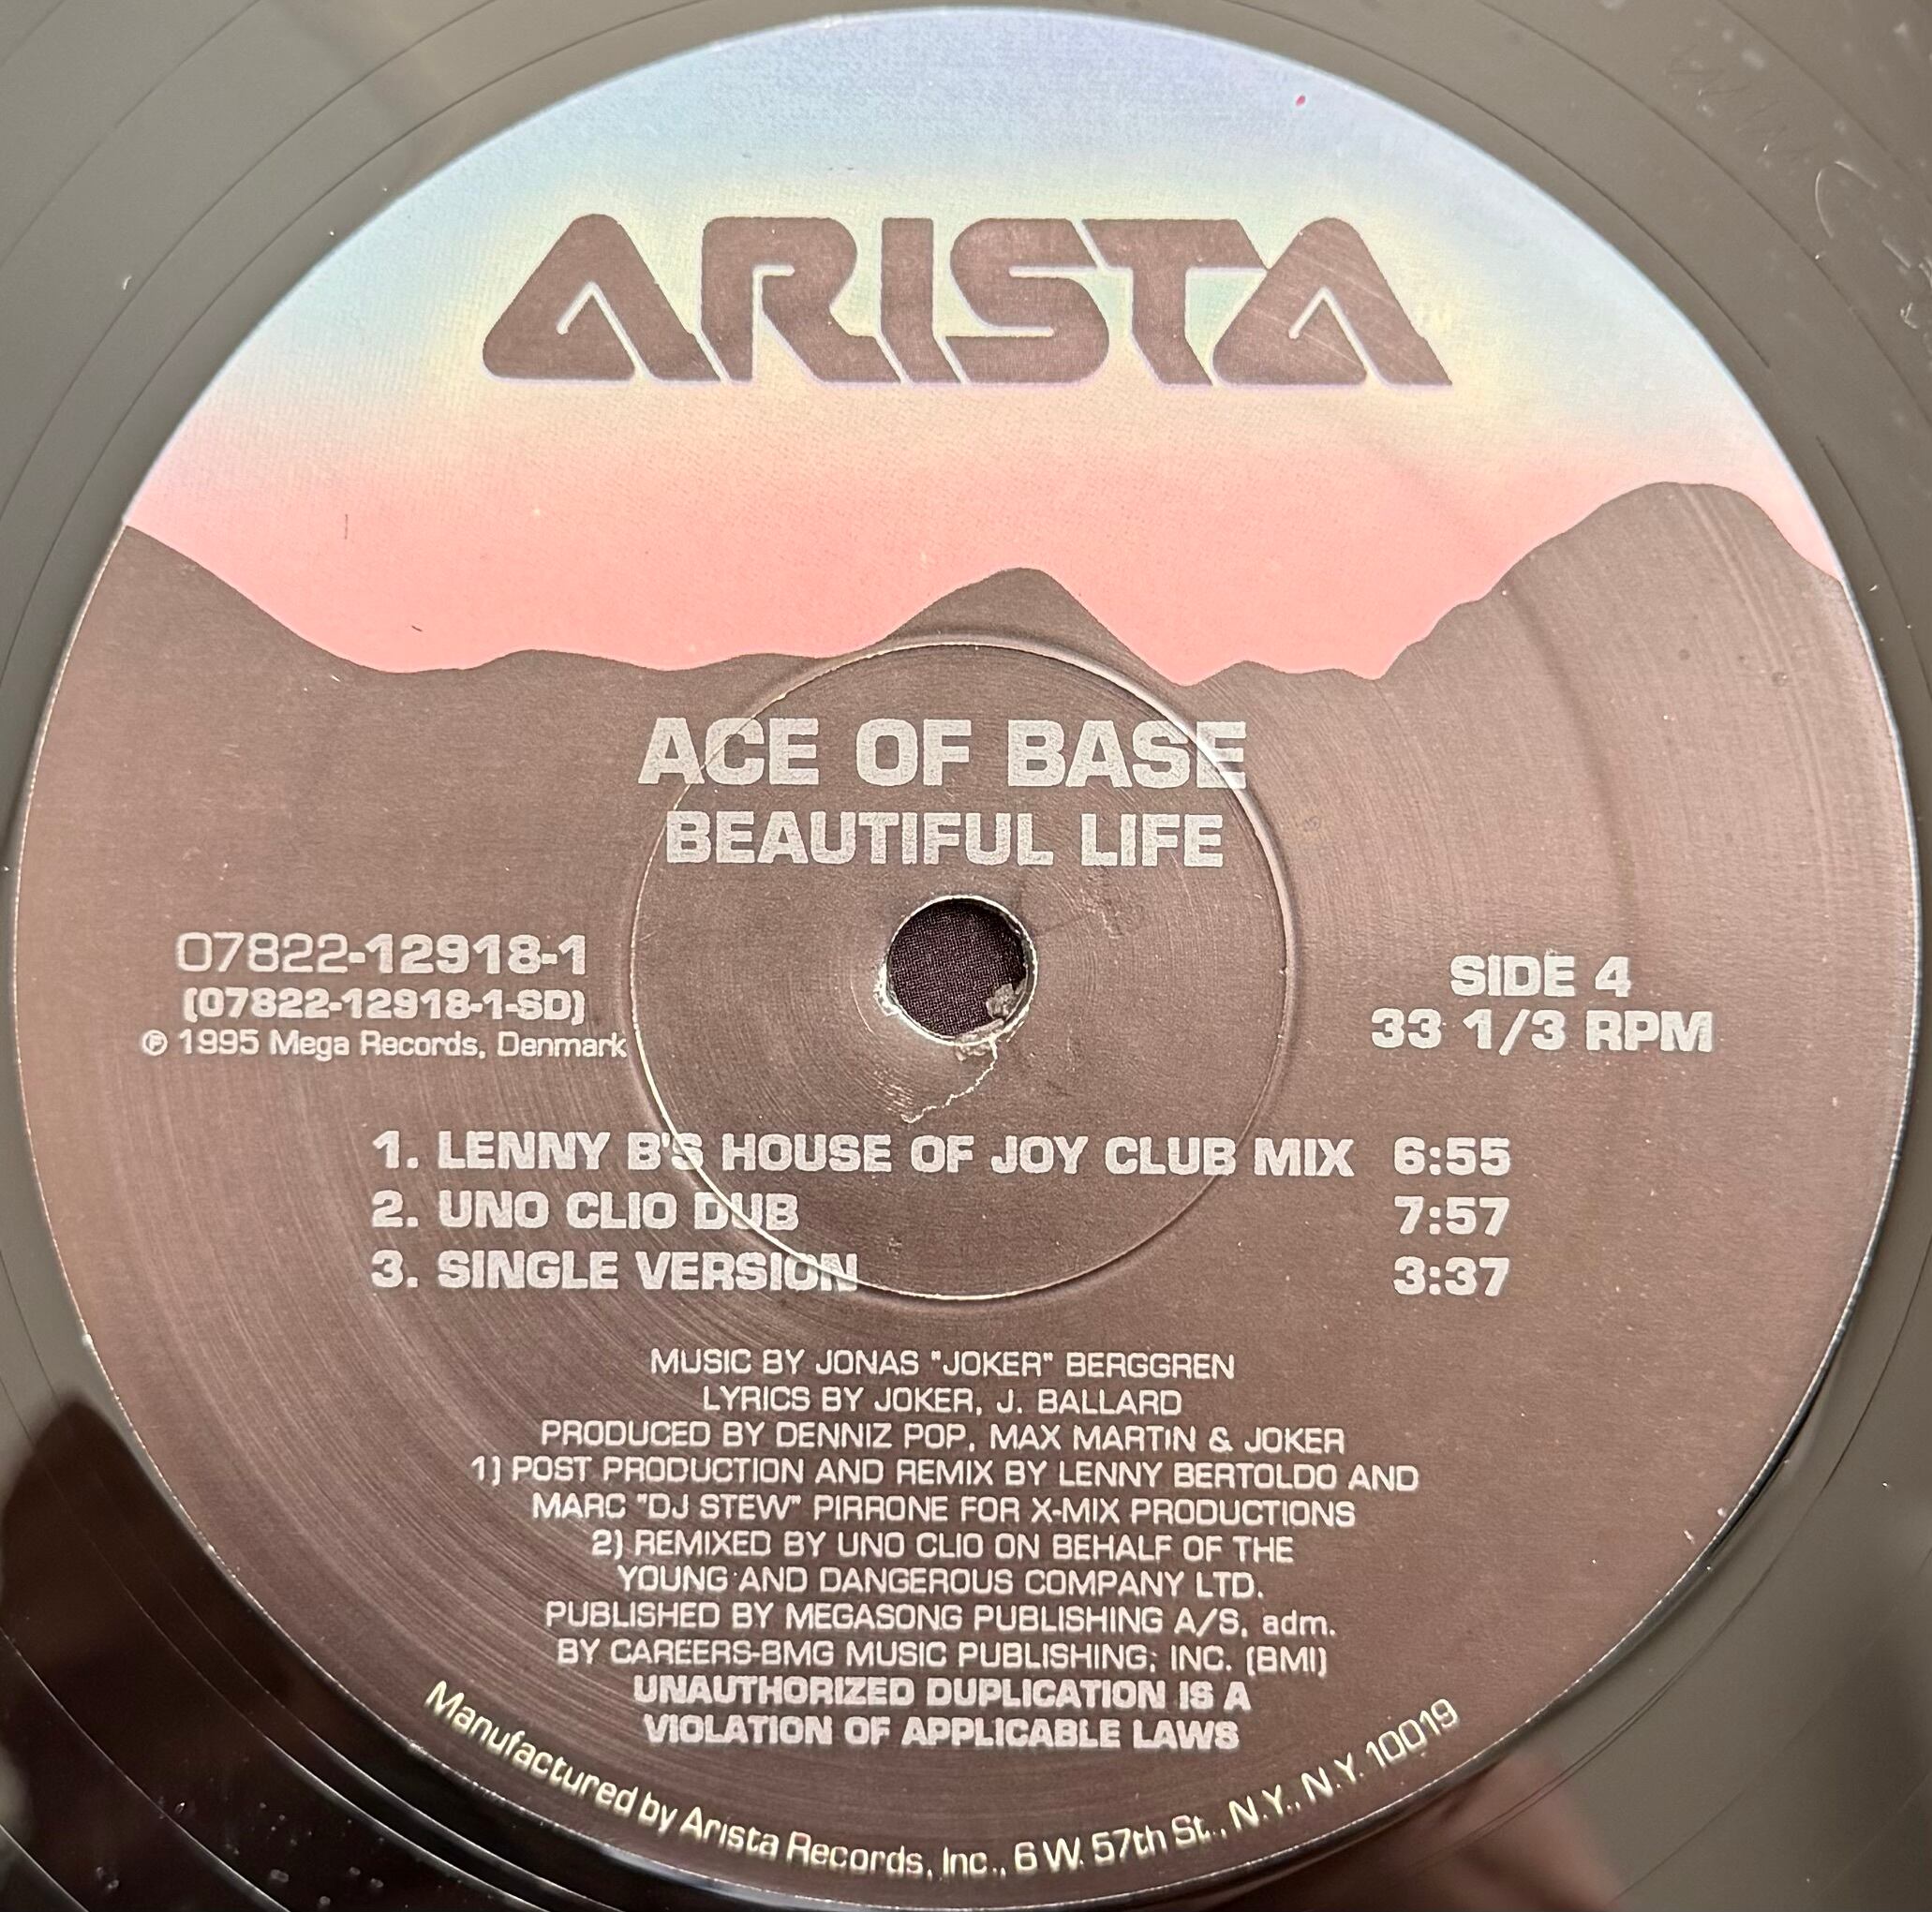 ARISTA
ACE OF BASE
BEAUTIFUL LIFE
07822-12918-1
(07822-12918-1-SD)
℗ 1995 Mega Records, Denmark
SIDE 4
33 1/3 RPM
1. LENNY B'S HOUSE OF JOY CLUB MIX 6:55
2. UNO CLIO DUB 7:57
3. SINGLE VERSION 3:37
MUSIC BY JONAS "JOKER" BERGGREN
LYRICS BY JOKER, J. BALLARD
PRODUCED BY DENNIZ POP, MAX MARTIN & JOKER
1) POST PRODUCTION AND REMIX BY LENNY BERTOLDO AND
MARC "DJ STEW" PIRRONE FOR X-MIX PRODUCTIONS
2) REMIXED BY UNO CLIO ON BEHALF OF THE
YOUNG AND DANGEROUS COMPANY LTD.
PUBLISHED BY MEGASONG PUBLISHING A/S, adm.
BY CAREERS-BMG MUSIC PUBLISHING, INC. (BMI)
UNAUTHORIZED DUPLICATION IS A
VIOLATION OF APPLICABLE LAWS
Manufactured by Arista Records, Inc., 6 W. 57th St., N.Y., N.Y. 10019